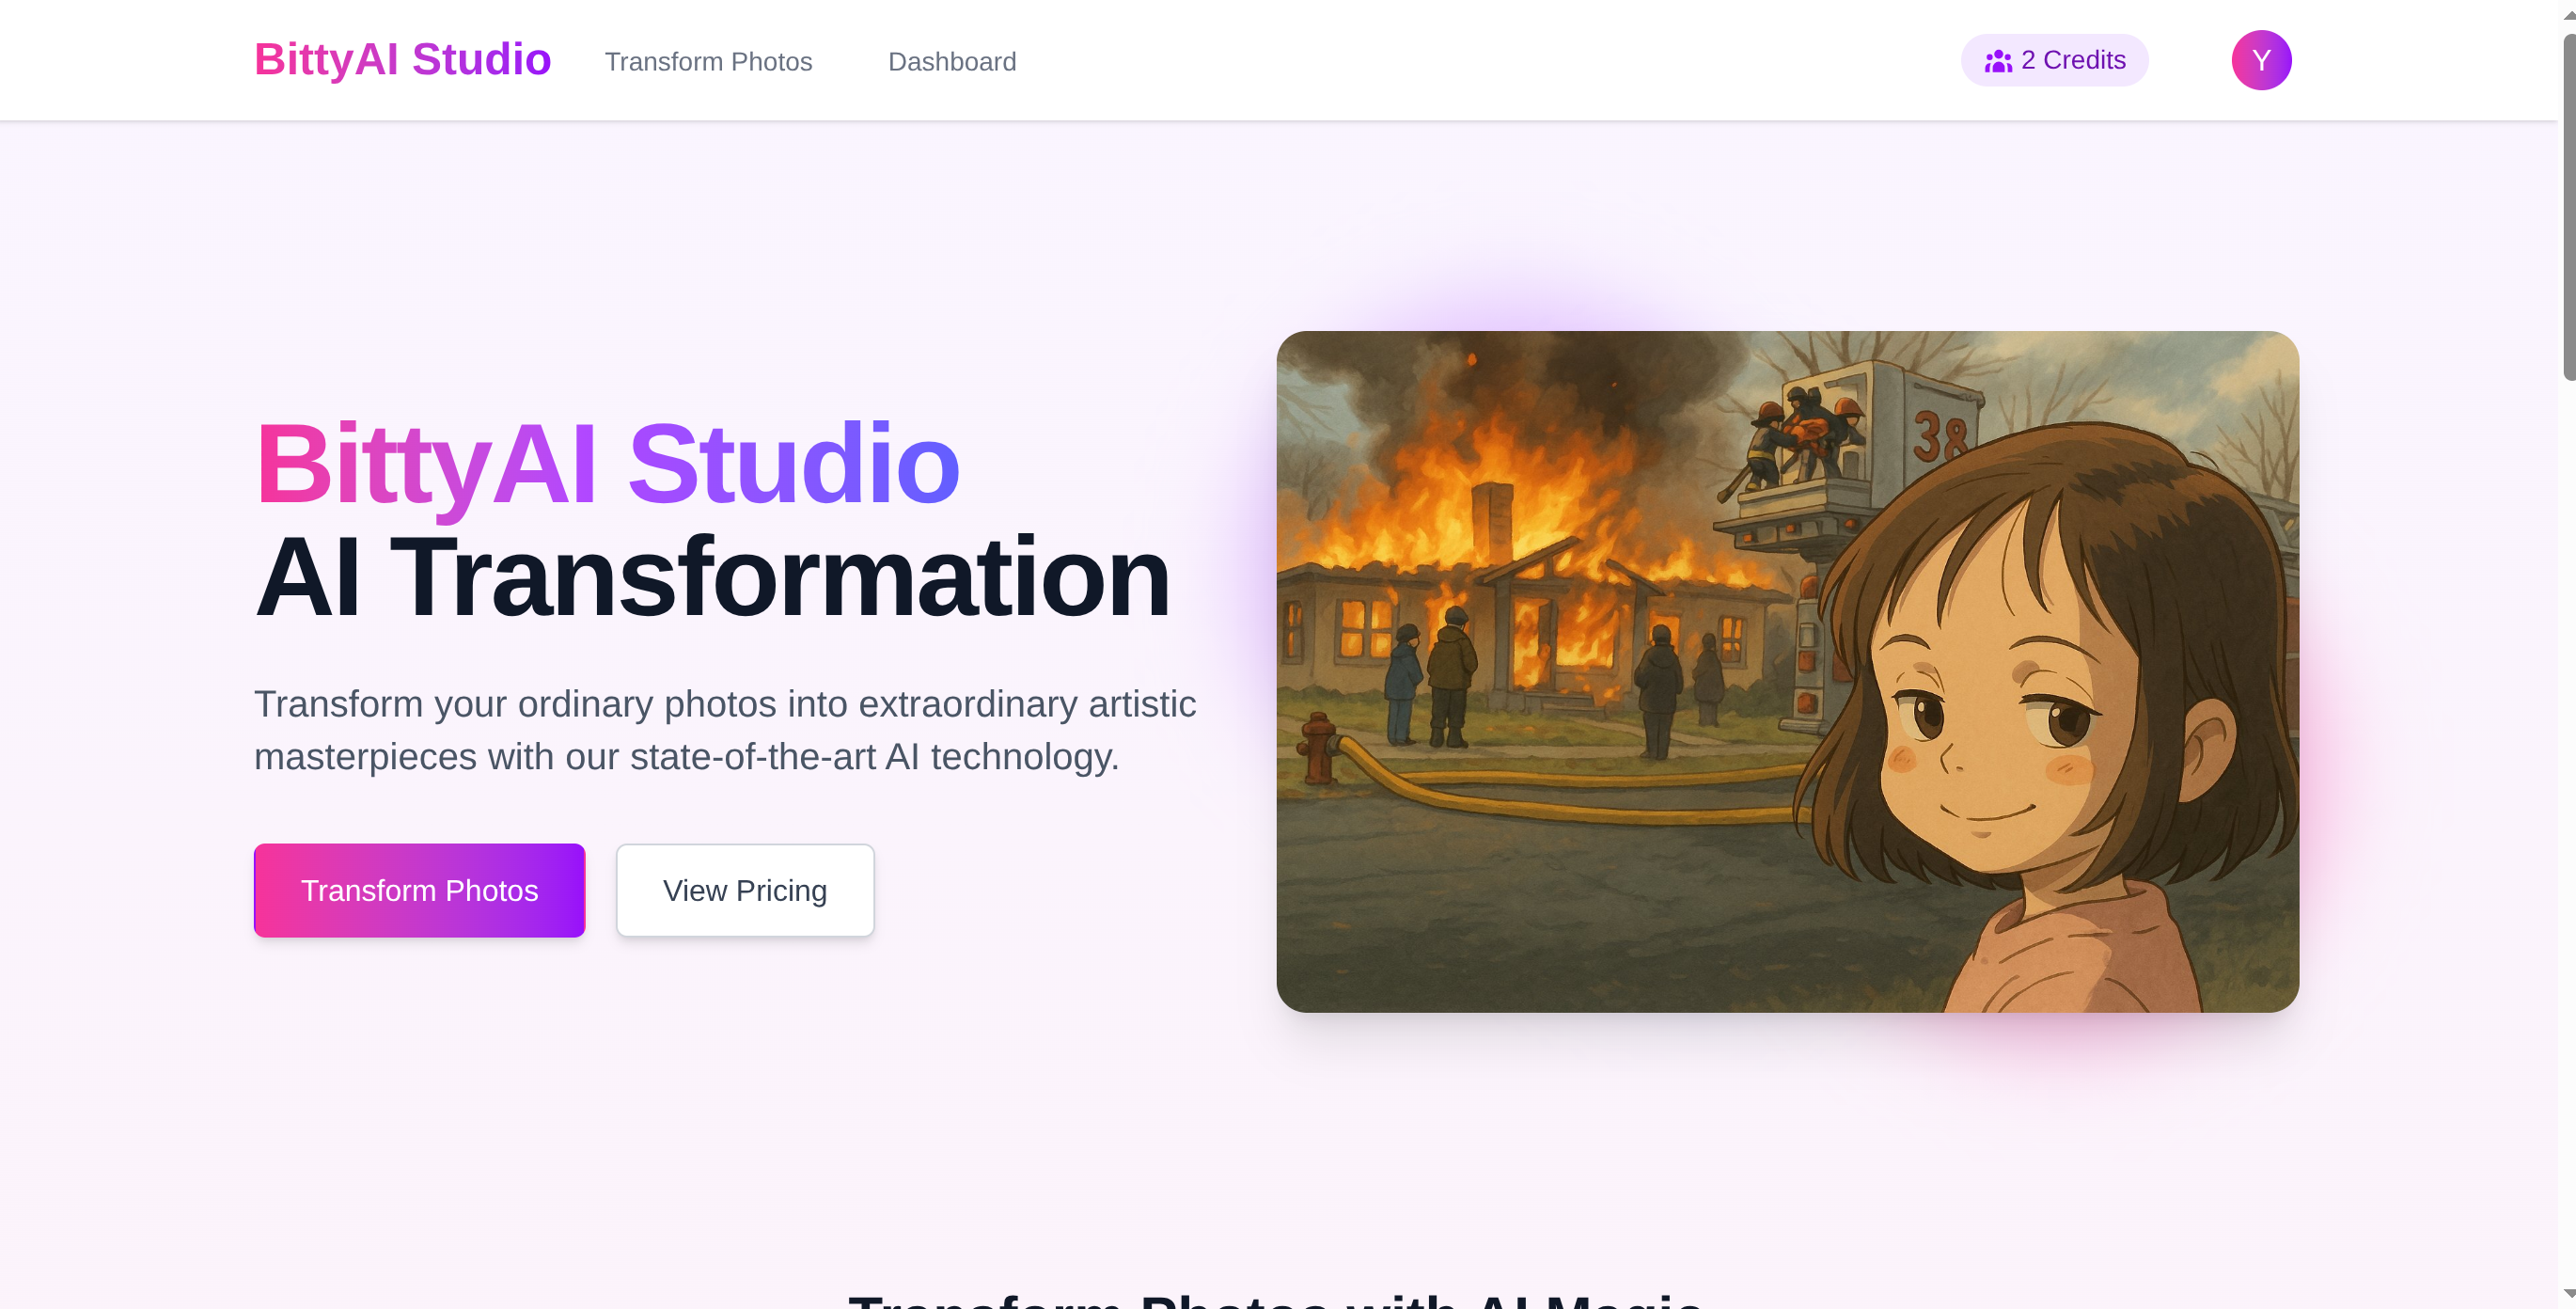 BittyAI Studio
Transform Photos
Dashboard
2 Credits
Y
BittyAI Studio
AI Transformation
Transform your ordinary photos into extraordinary artistic
masterpieces with our state-of-the-art AI technology.
Transform Photos
View Pricing
38
Transform Photos with AI Magic